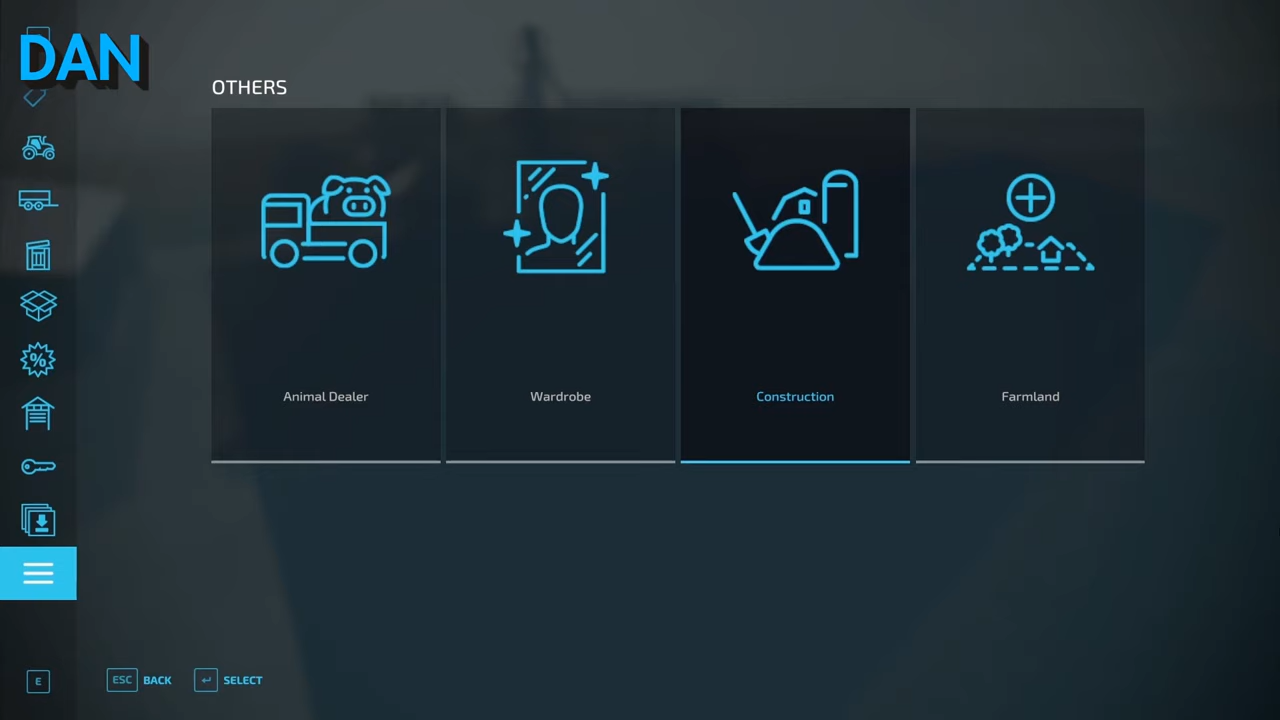 DAN
OTHERS
Animal Dealer
Wardrobe
Construction
Farmland
%
E
ESC BACK
SELECT